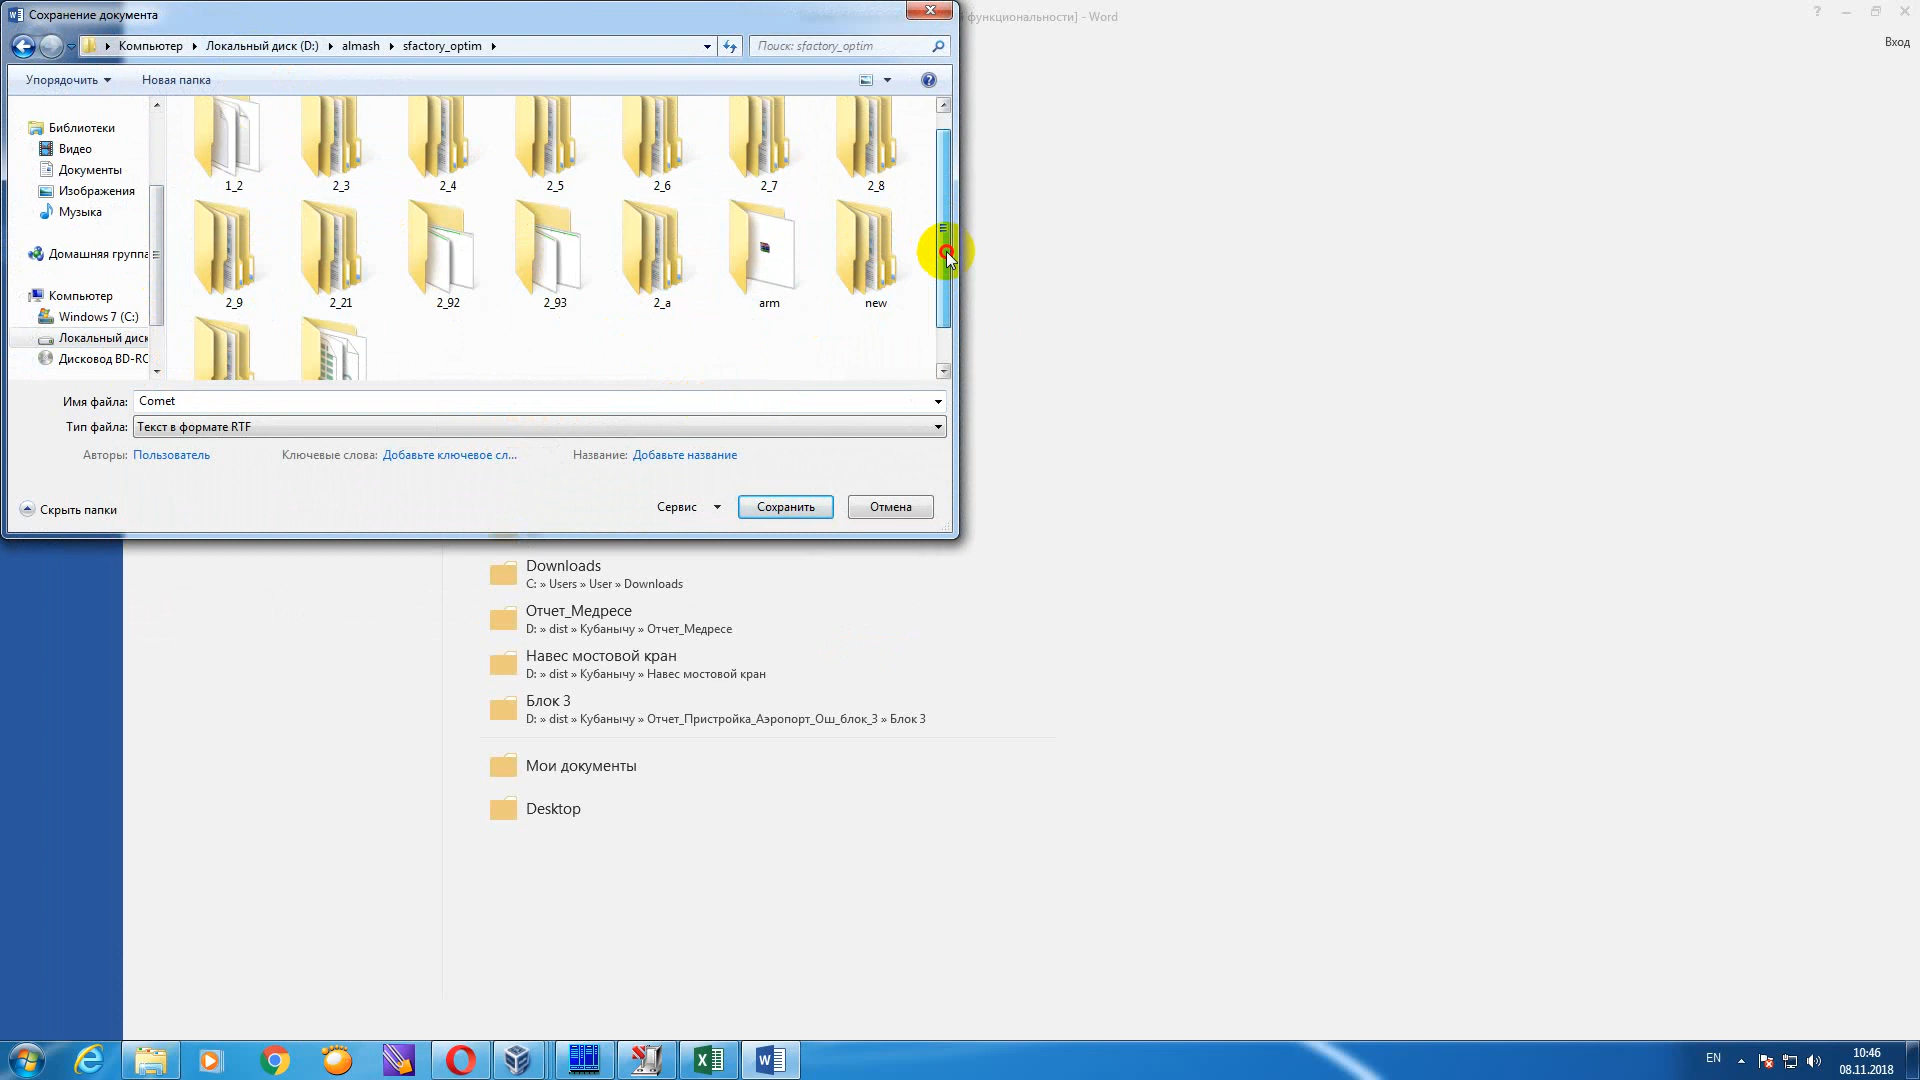 Сохранение документа
функциональности] - Word
Вход
Компьютер
Локальный диск (D:)
almash
sfactory_optim
Поиск: sfactory_optim
Упорядочить
Новая папка
Библиотеки
Видео
Документы
Изображения
Музыка
Домашняя группа
Компьютер
Windows 7 (C:)
Локальный диск
Дисковод BD-RO
1_2
2_3
2_4
2_5
2_6
2_7
2_8
2_9
2_21
2_92
2_93
2_a
arm
new
Имя файла:
Comet
Тип файла:
Текст в формате RTF
Авторы:
Пользователь
Ключевые слова:
Добавьте ключевое сл...
Название:
Добавьте название
Скрыть папки
Сервис
Сохранить
Отмена
Downloads
C: » Users » User » Downloads
Отчет_Медресе
D: » dist » Кубанычу » Отчет_Медресе
Навес мостовой кран
D: » dist » Кубанычу » Навес мостовой кран
Блок 3
D: » dist » Кубанычу » Отчет_Пристройка_Аэропорт_Ош_блок_3 » Блок 3
Мои документы
Desktop
EN
10:46
08.11.2018